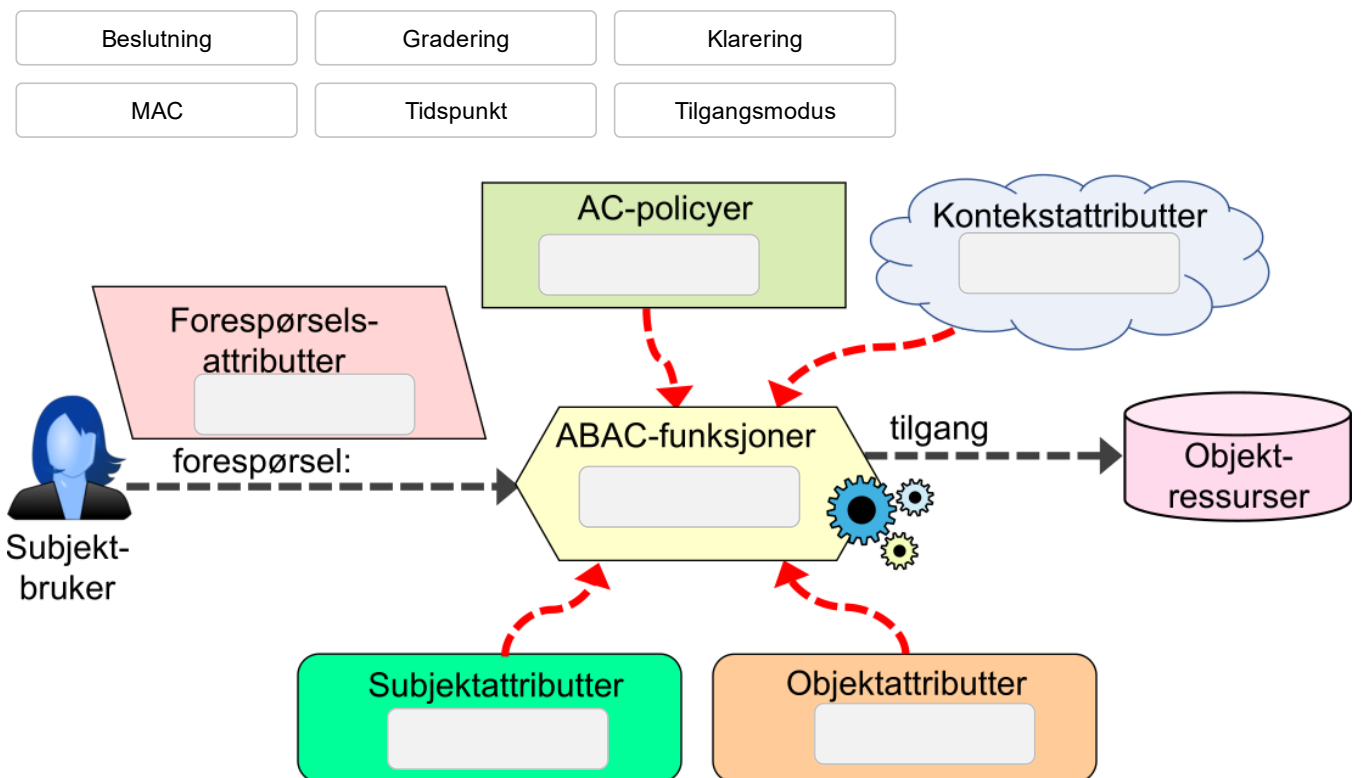 Beslutning
Gradering
Klarering
MAC
Tidspunkt
Tilgangsmodus
AC-policyer
Kontekstattributter
Forespørsels-
attributter
ABAC-funksjoner
tilgang
forespørsel:
Objekt-
ressurser
Subjekt-
bruker
Subjektattributter
Objektattributter